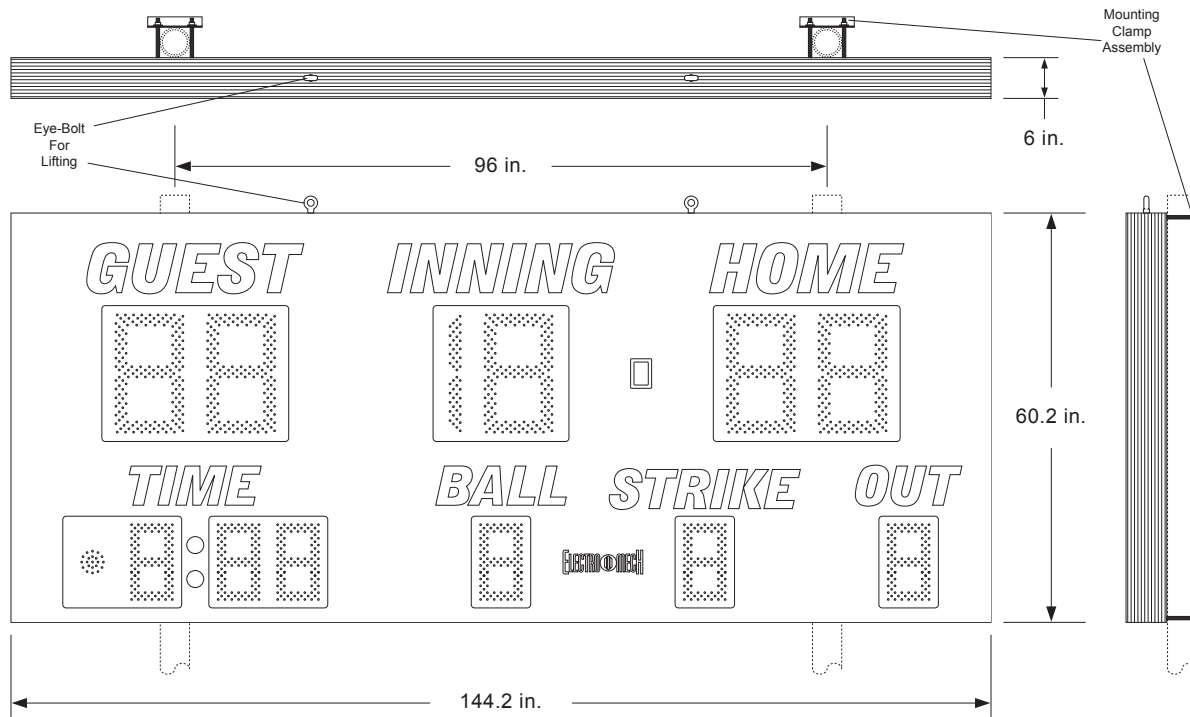 Mounting
Clamp
Assembly
Eye-Bolt
For
Lifting
6 in.
96 in.
GUEST INNING HOME
60.2 in.
TIME BALL STRIKE OUT
ELECTRO-MECH
144.2 in.